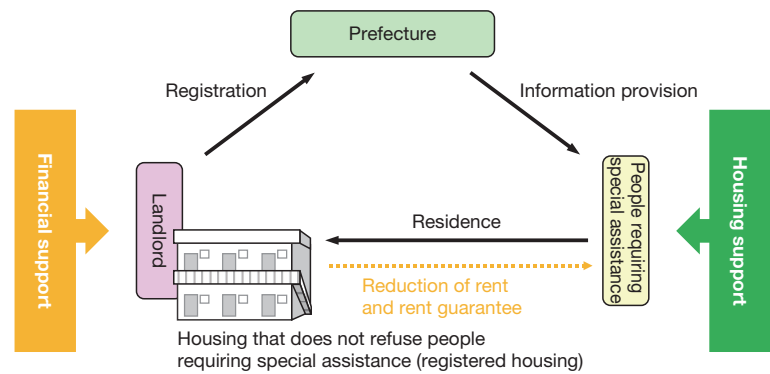 Prefecture
Registration
Information provision
Financial support
Landlord
People requiring
special assistance
Housing support
Residence
Reduction of rent
and rent guarantee
Housing that does not refuse people
requiring special assistance (registered housing)